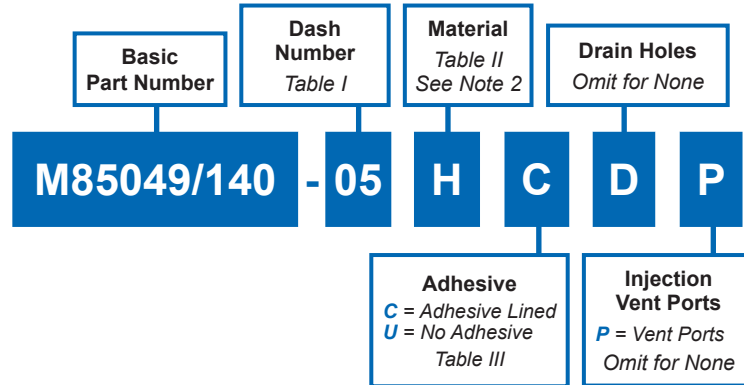 Basic
Part Number
Dash
Number
Table I
Material
Table II
See Note 2
Drain Holes
Omit for None
M85049/140 - 05 H C D P
Adhesive
C = Adhesive Lined
U = No Adhesive
Table III
Injection
Vent Ports
P = Vent Ports
Omit for None